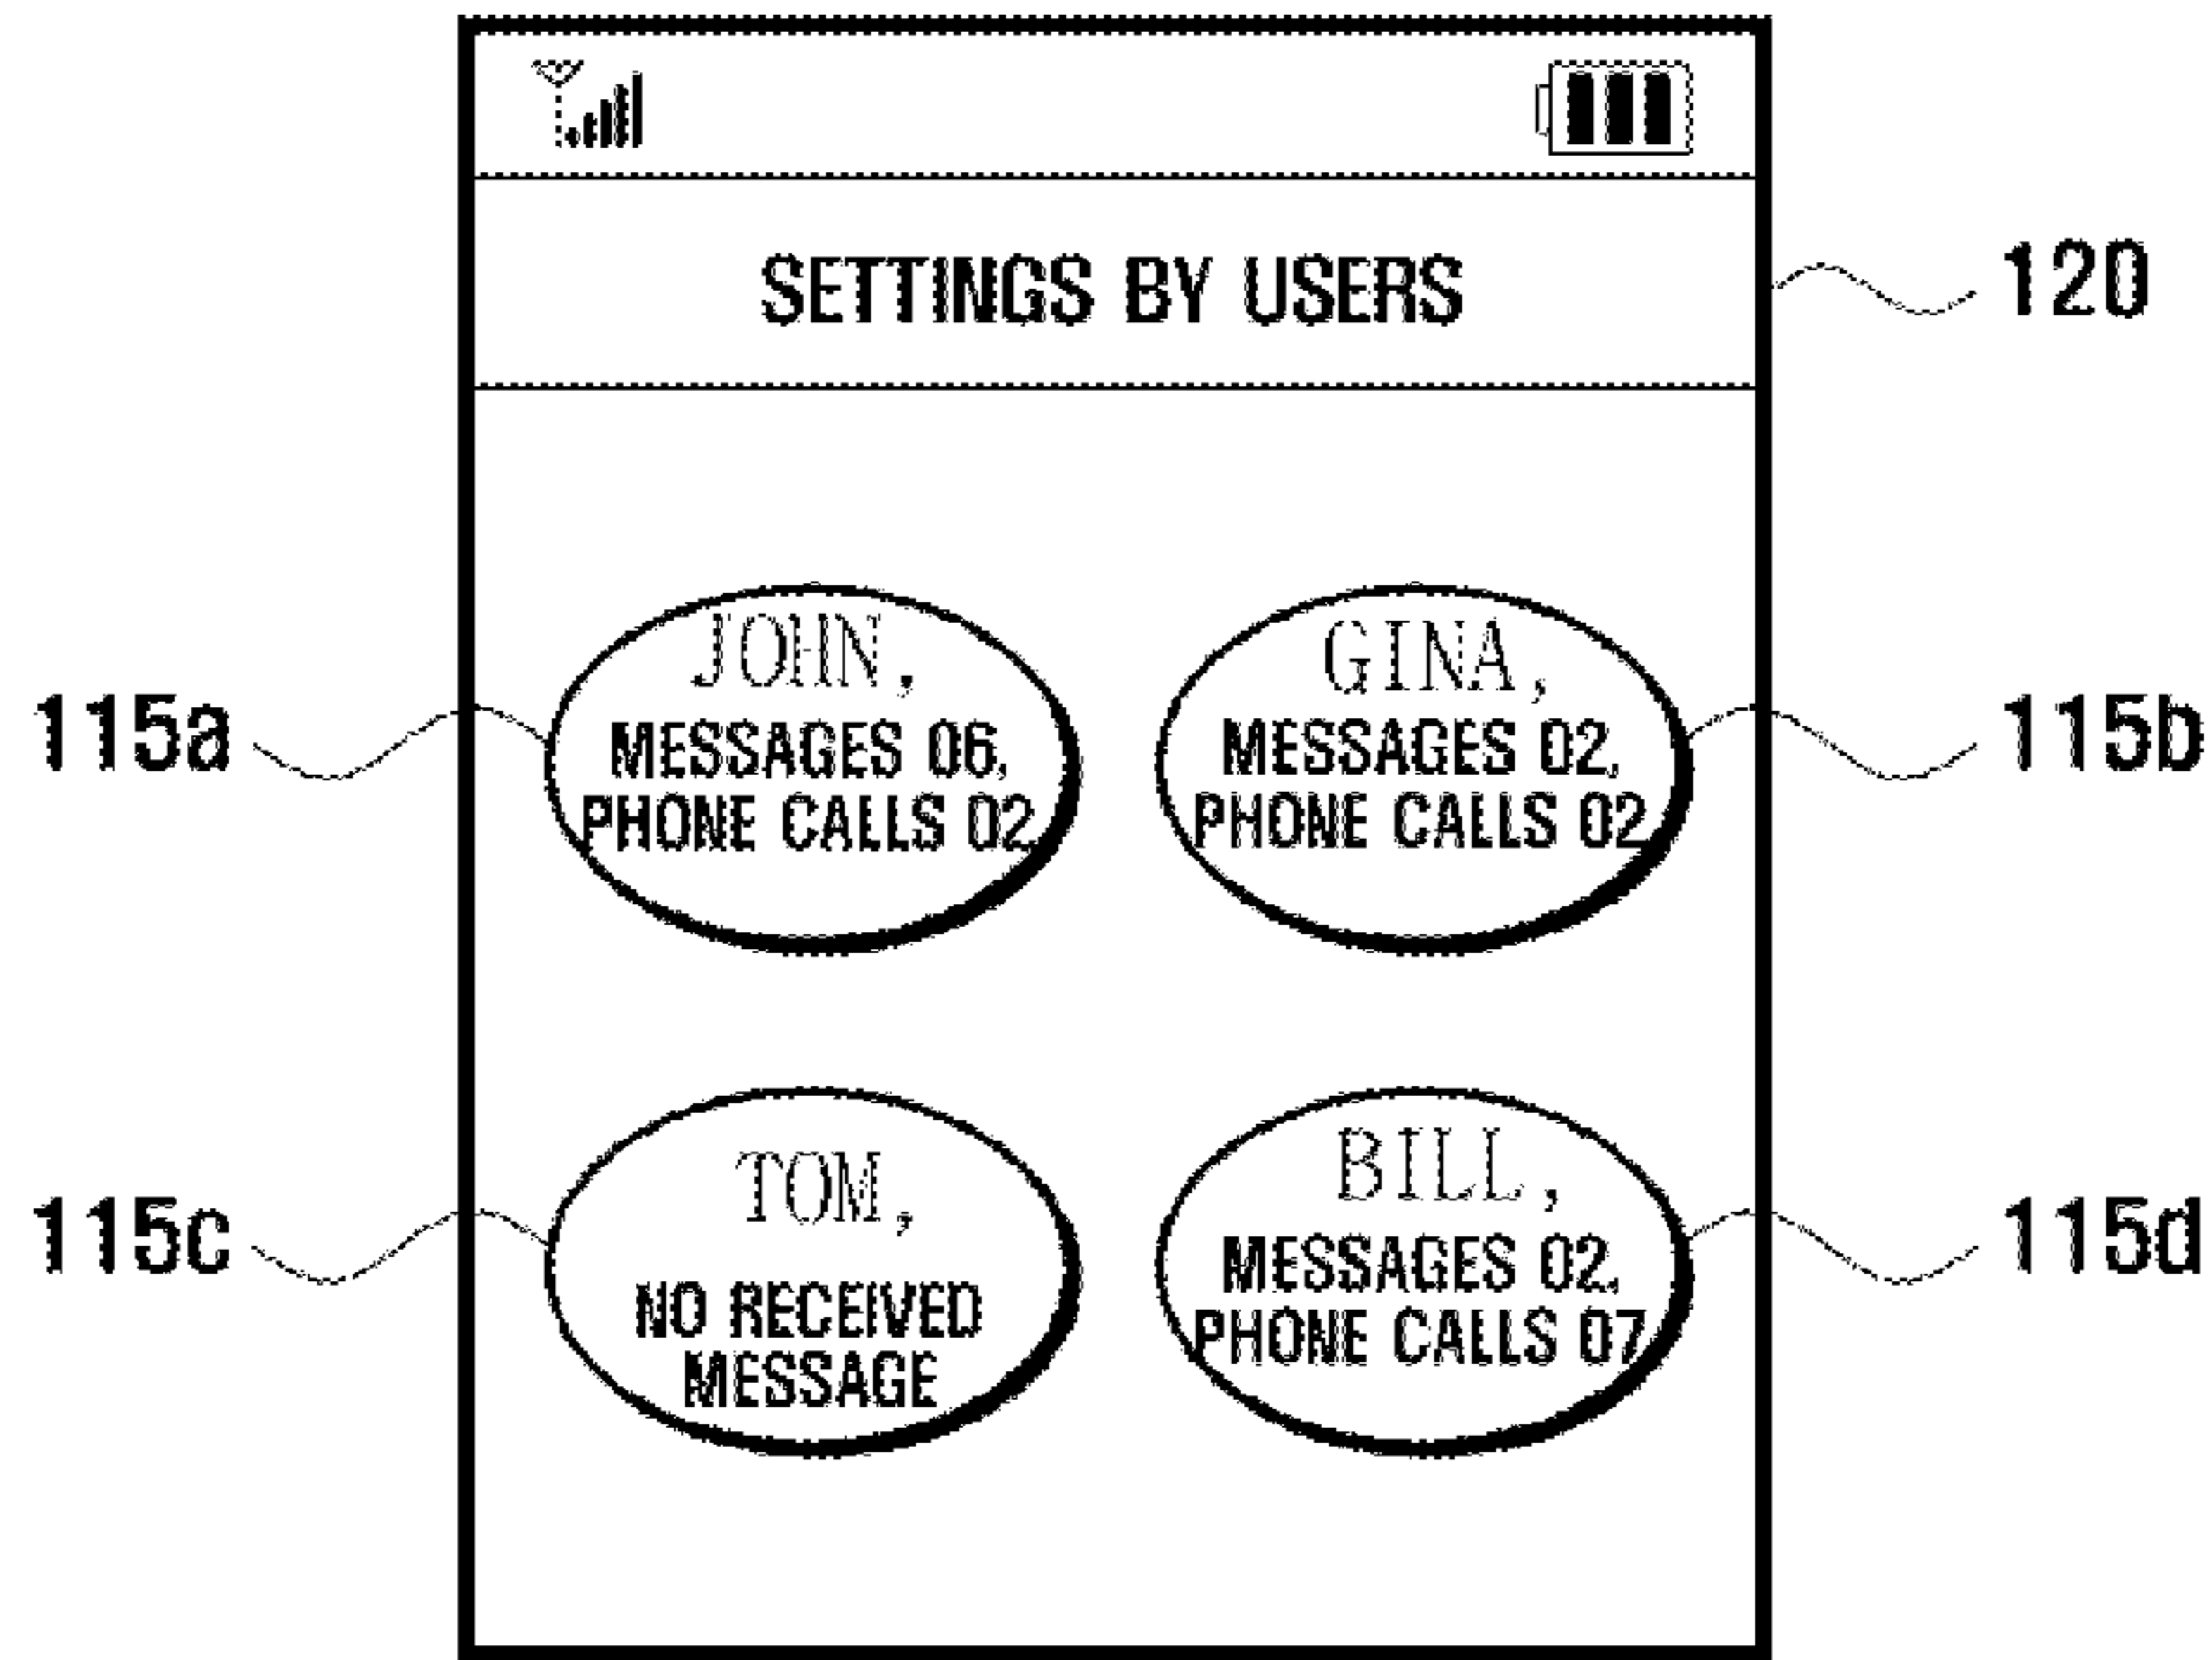 SETTINGS BY USERS
120
JOHN,
MESSAGES 06,
PHONE CALLS 02
115a
GINA,
MESSAGES 02,
PHONE CALLS 02
115b
TOM,
NO RECEIVED
MESSAGE
115c
BILL,
MESSAGES 02,
PHONE CALLS 07
115d